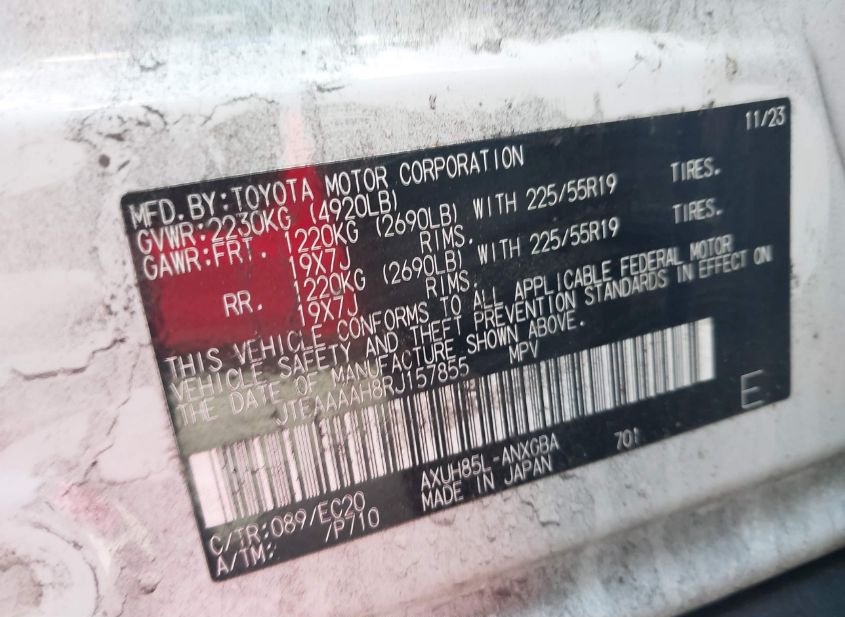 11/23
MFD.BY:TOYOTA MOTOR CORPORATION
GVWR:2230KG (4920LB)
GAWR:FRT. 1220KG (2690LB) WITH 225/55R19 TIRES.
19X7J RIMS.
RR. 1220KG (2690LB) WITH 225/55R19 TIRES.
19X7J RIMS.
THIS VEHICLE CONFORMS TO ALL APPLICABLE FEDERAL MOTOR
VEHICLE SAFETY AND THEFT PREVENTION STANDARDS IN EFFECT ON
THE DATE OF MANUFACTURE SHOWN ABOVE.
JTEAAAAH8RJ157855 MPV
C/TR:089/EC20 AXUH85L-ANXGBA 701 E
A/TM: /P710 MADE IN JAPAN